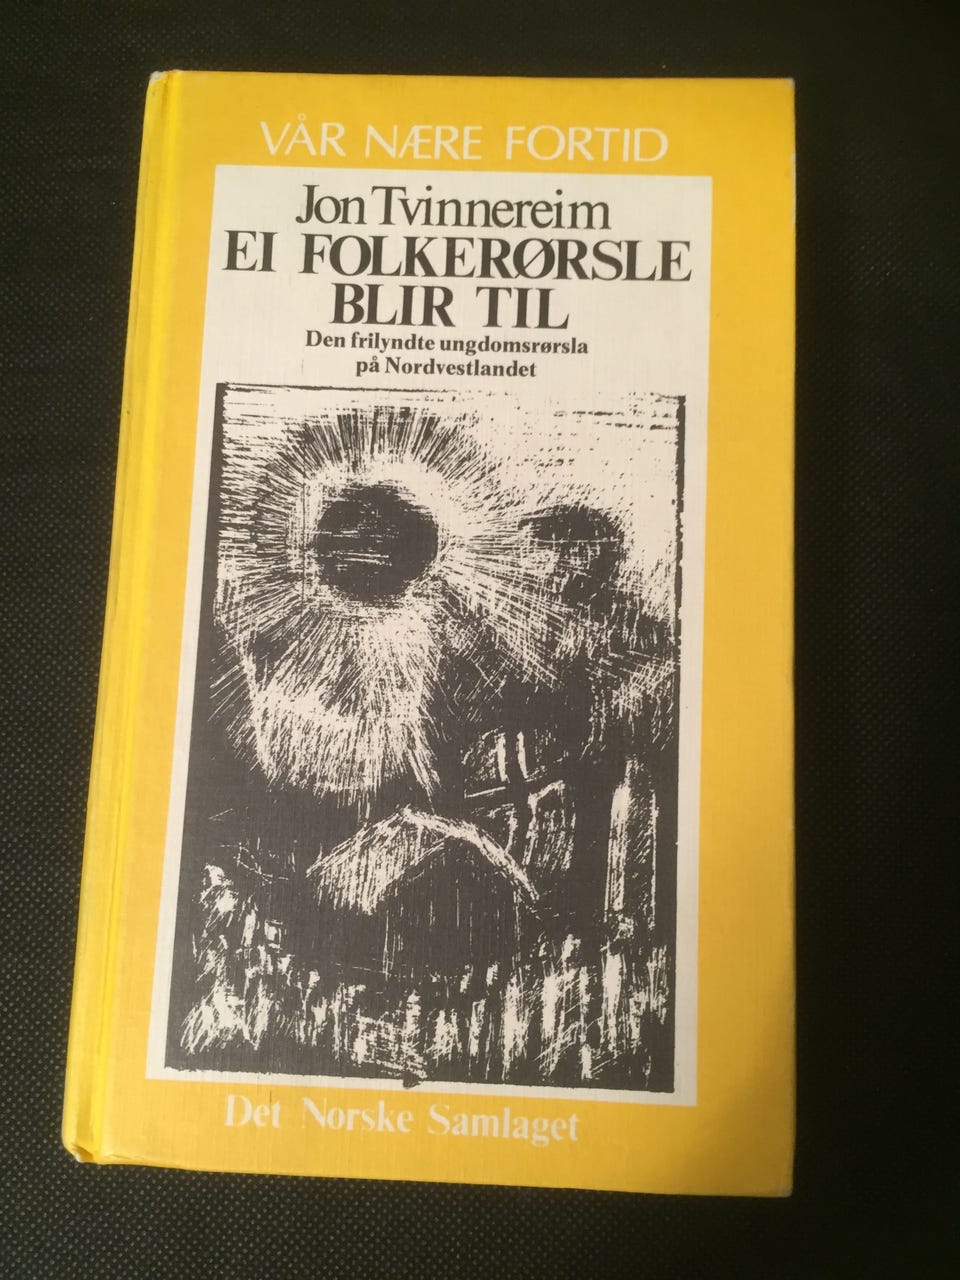 VÅR NÆRE FORTID
Jon Tvinnereim
EI FOLKERØRSLE
BLIR TIL
Den frilyndte ungdomsrørsla
på Nordvestlandet
Det Norske Samlaget